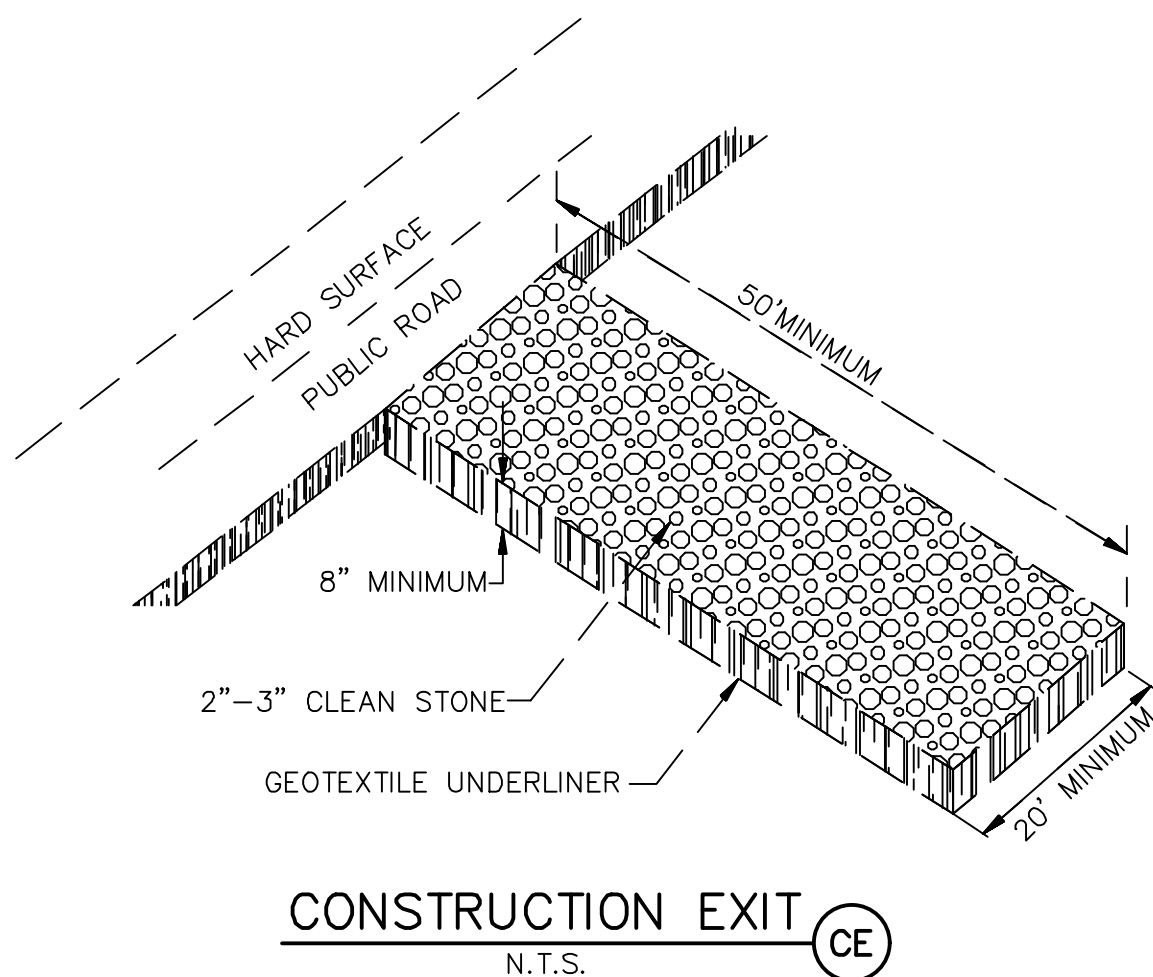 HARD SURFACE
PUBLIC ROAD
50'MINIMUM
8" MINIMUM
2"-3" CLEAN STONE
GEOTEXTILE UNDERLINER
20' MINIMUM
CONSTRUCTION EXIT
CE
N.T.S.